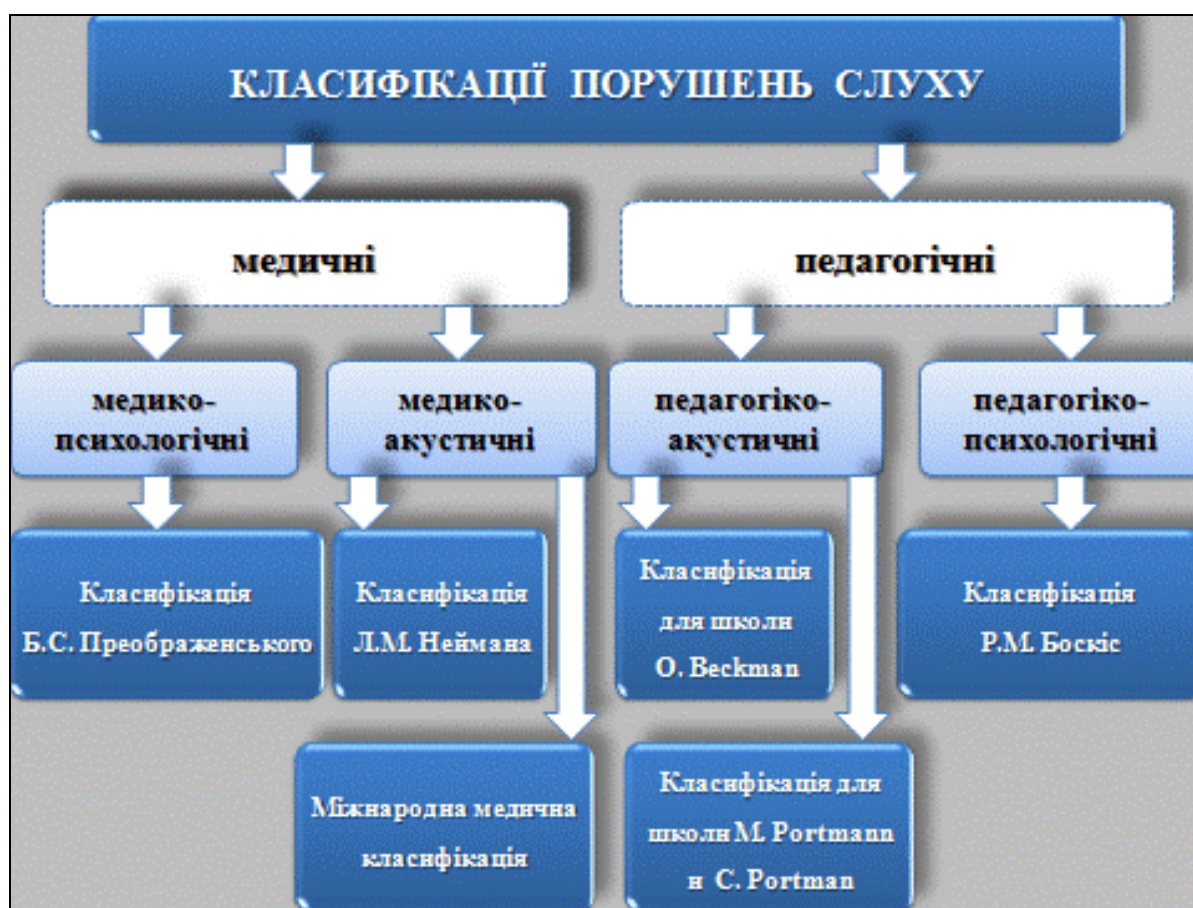 КЛАСИФІКАЦІЇ ПОРУШЕНЬ СЛУХУ
медичні
педагогічні
медико-
психологічні
медико-
акустичні
педагогіко-
акустичні
педагогіко-
психологічні
Класифікація
Б.С. Преображенського
Класифікація
Л.М. Неймана
Класифікація
для школи
O. Beckman
Класифікація
Р.М. Боскіс
Міжнародна медична
класифікація
Класифікація для
школи M. Portmann
и C. Portman